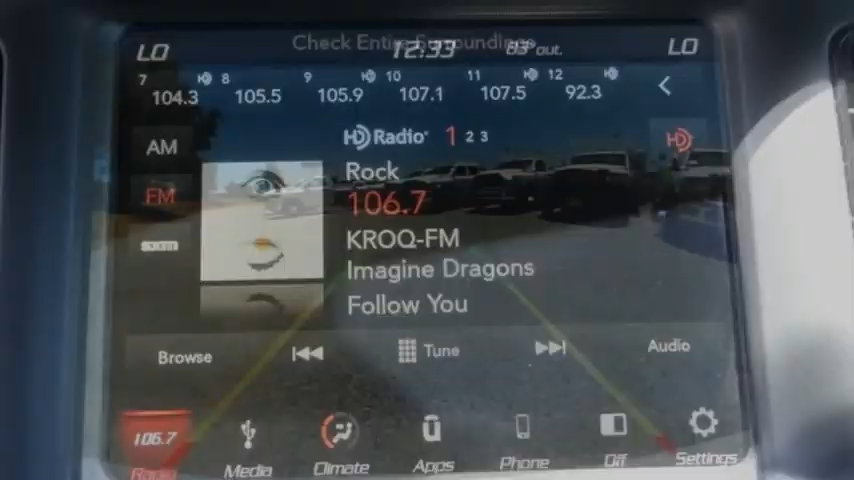 Check Entire Surroundings
LO 12:33 83° out. LO
7 8 9 10 11 12
104.3 105.5 105.9 107.1 107.5 92.3
AM HD Radio 1 2 3 HD
FM Rock
106.7
KROQ-FM
Imagine Dragons
Follow You
Browse Tune Audio
106.7
Radio Media Climate Apps Phone Off Settings